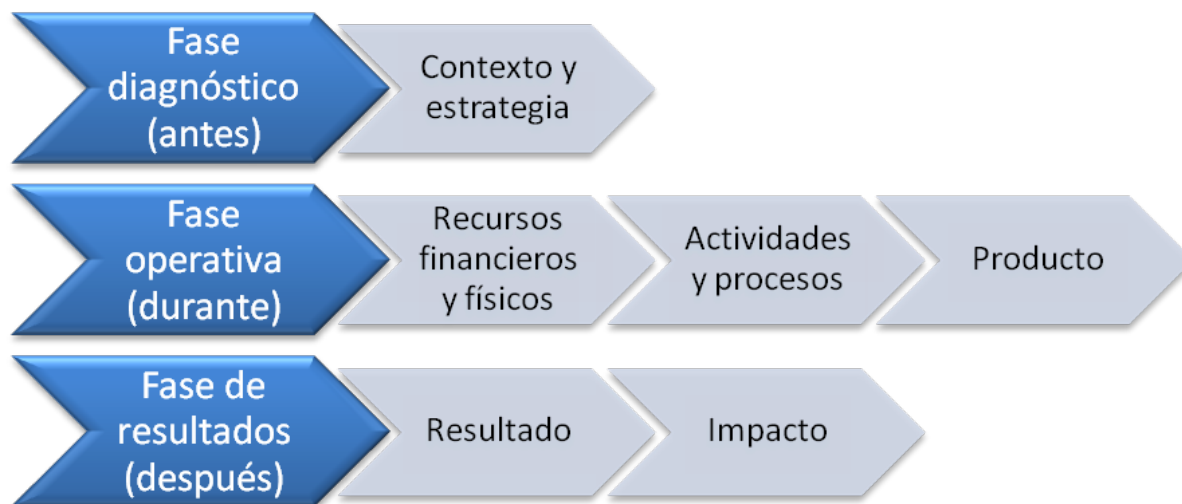 Fase
diagnóstico
(antes)
Contexto y
estrategia
Fase
operativa
(durante)
Recursos
financieros
y físicos
Actividades
y procesos
Producto
Fase de
resultados
(después)
Resultado
Impacto